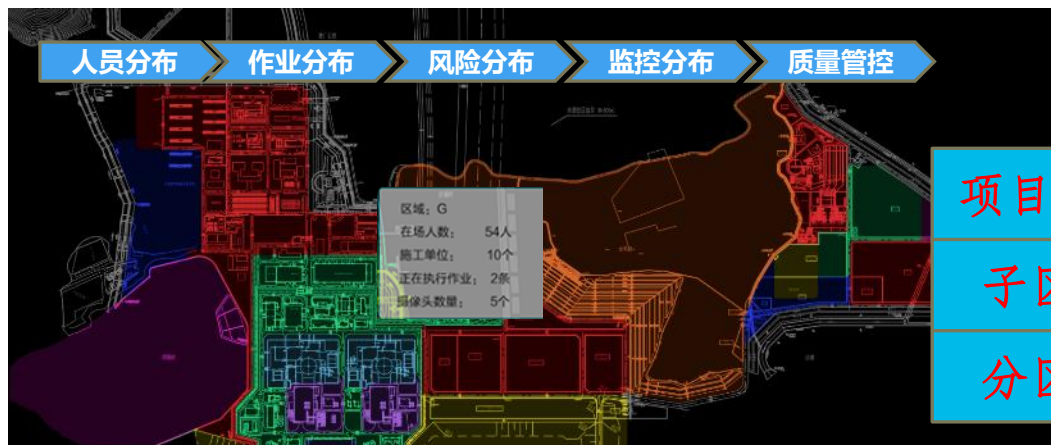 人员分布
作业分布
风险分布
监控分布
质量管控
区域：G
在场人数： 54人
施工单位： 10个
正在执行作业： 2条
摄像头数量： 5个
项目
子区
分区